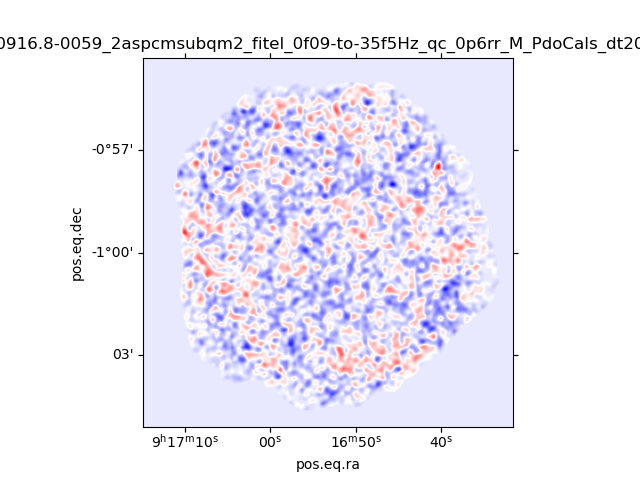 0916.8-0059_2aspcmsubqm2_fitel_0f09-to-35f5Hz_qc_0p6rr_M_PdoCals_dt20
-0°57'
-1°00'
03'
pos.eq.dec
9ʰ17ᵐ10ˢ 00ˢ 16ᵐ50ˢ 40ˢ
pos.eq.ra